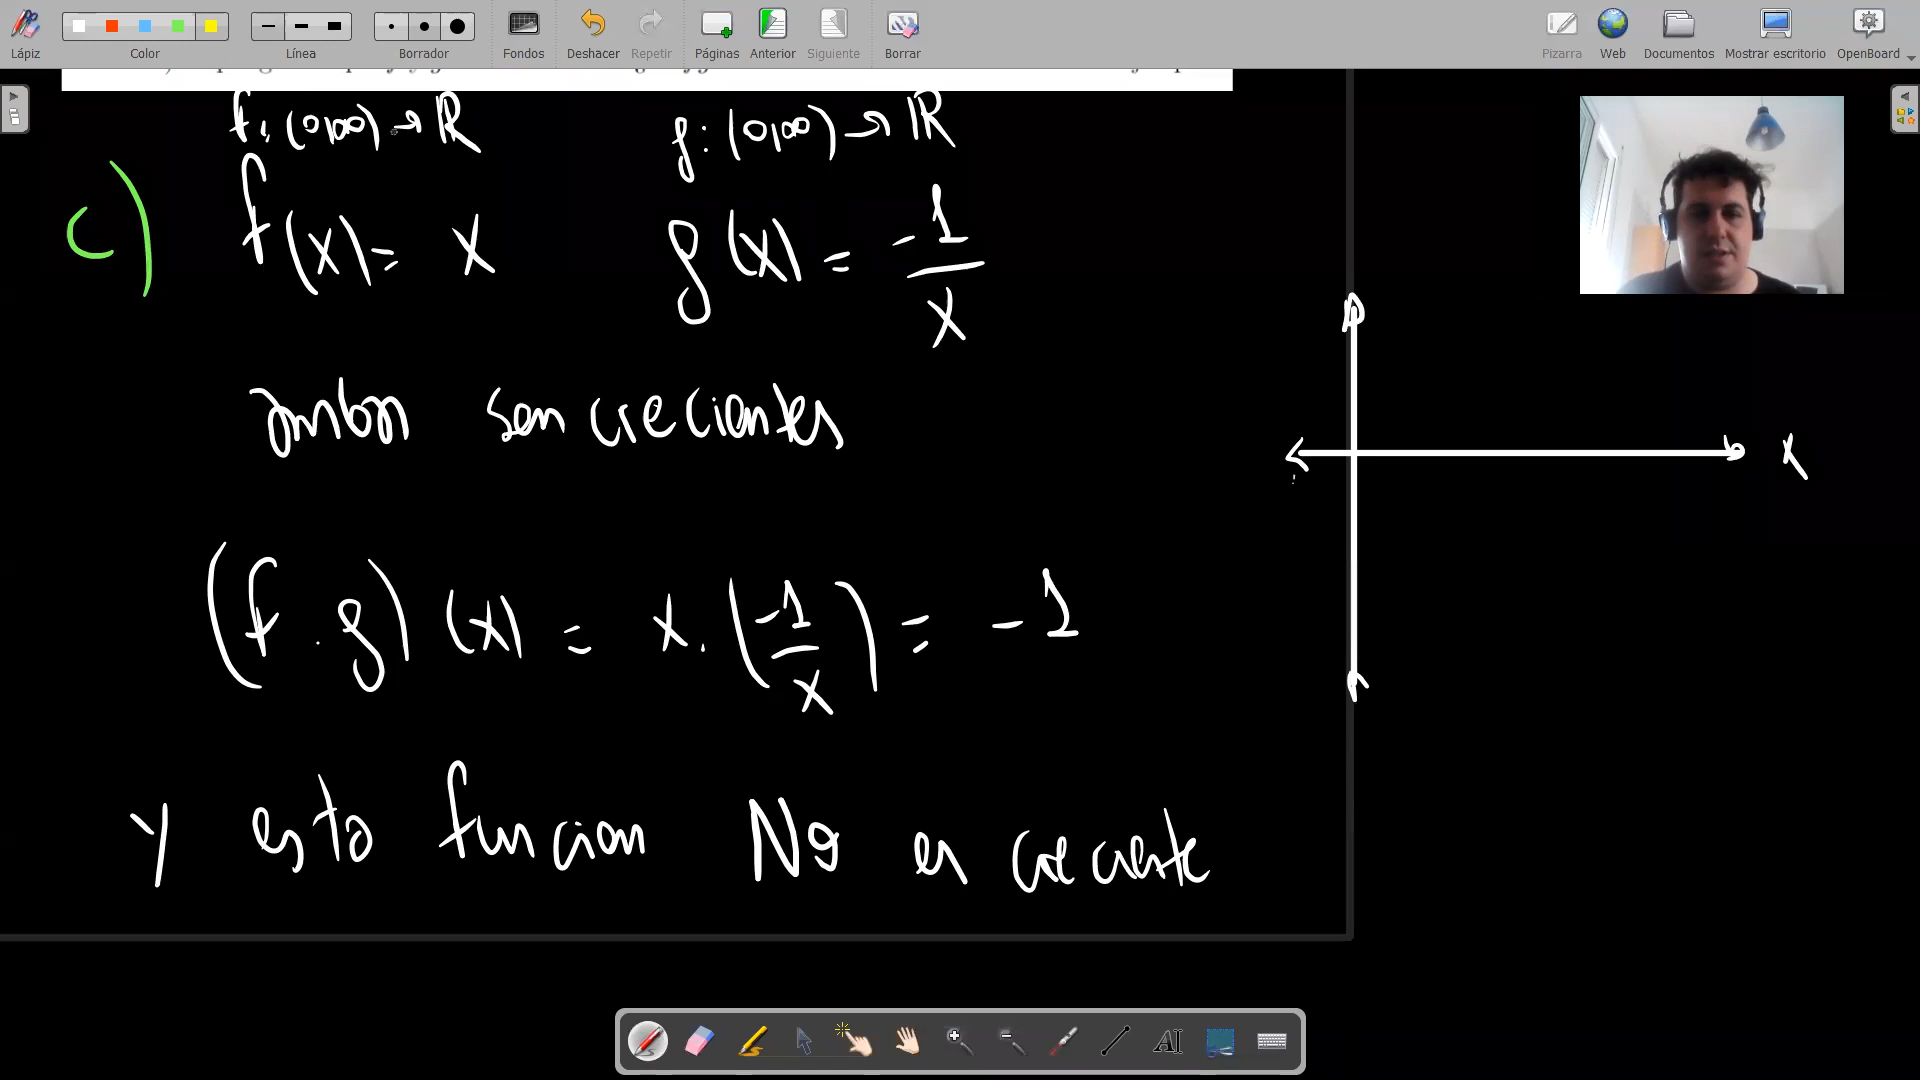 Lápiz Color Línea Borrador Fondos Deshacer Repetir Páginas Anterior Siguiente Borrar Pizarra Web Documentos Mostrar escritorio OpenBoard
f: (0,∞) → ℝ g: (0,∞) → ℝ
c) f(x) = x g(x) = -1/x
ambas son crecientes
x
(f · g)(x) = x · (-1/x) = -1
Y esta funcion No es creciente